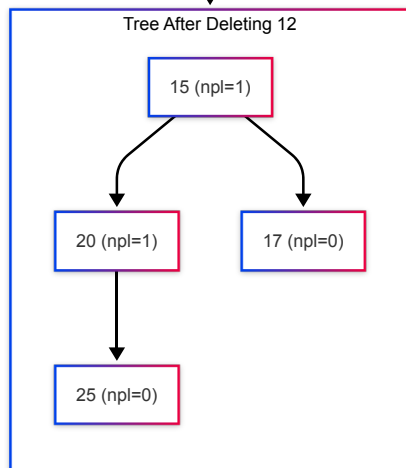 Tree After Deleting 12
15 (npl=1)
20 (npl=1)
17 (npl=0)
25 (npl=0)